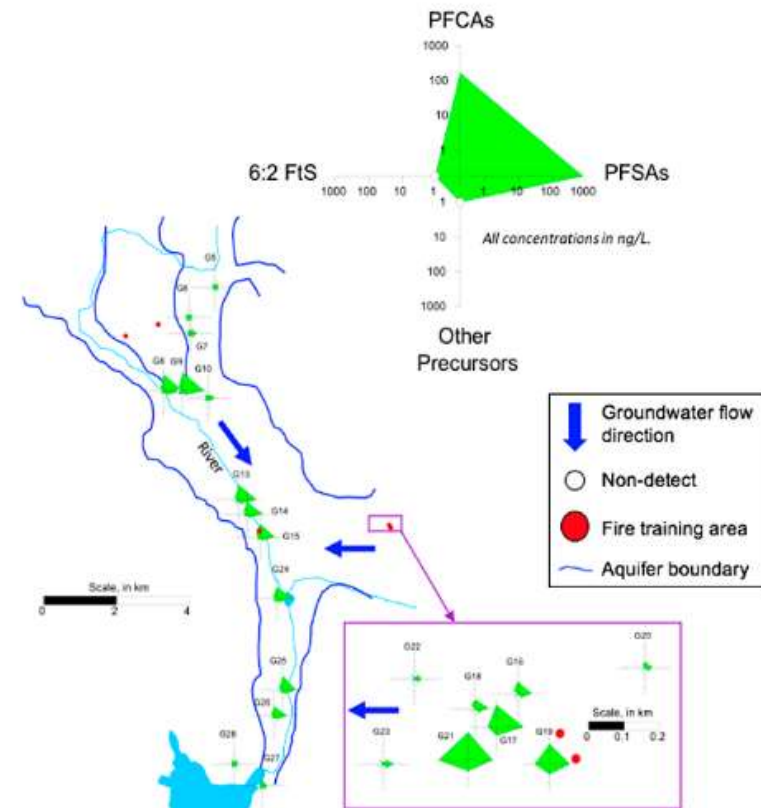 PFCAs
1000
100
10
1
6:2 FtS
1000 100 10 1
1 10 100 1000
PFSAs
1
10
100
1000
All concentrations in ng/L.
Other
Precursors
G8
G7
G9
G10
River
G13
G14
G15
G24
G25
G26
G27
G28
Scale, in km
0 2 4
Groundwater flow
direction
Non-detect
Fire training area
Aquifer boundary
G22
G20
G18
G16
G23
G21
G17
G19
Scale, in km
0 0.1 0.2